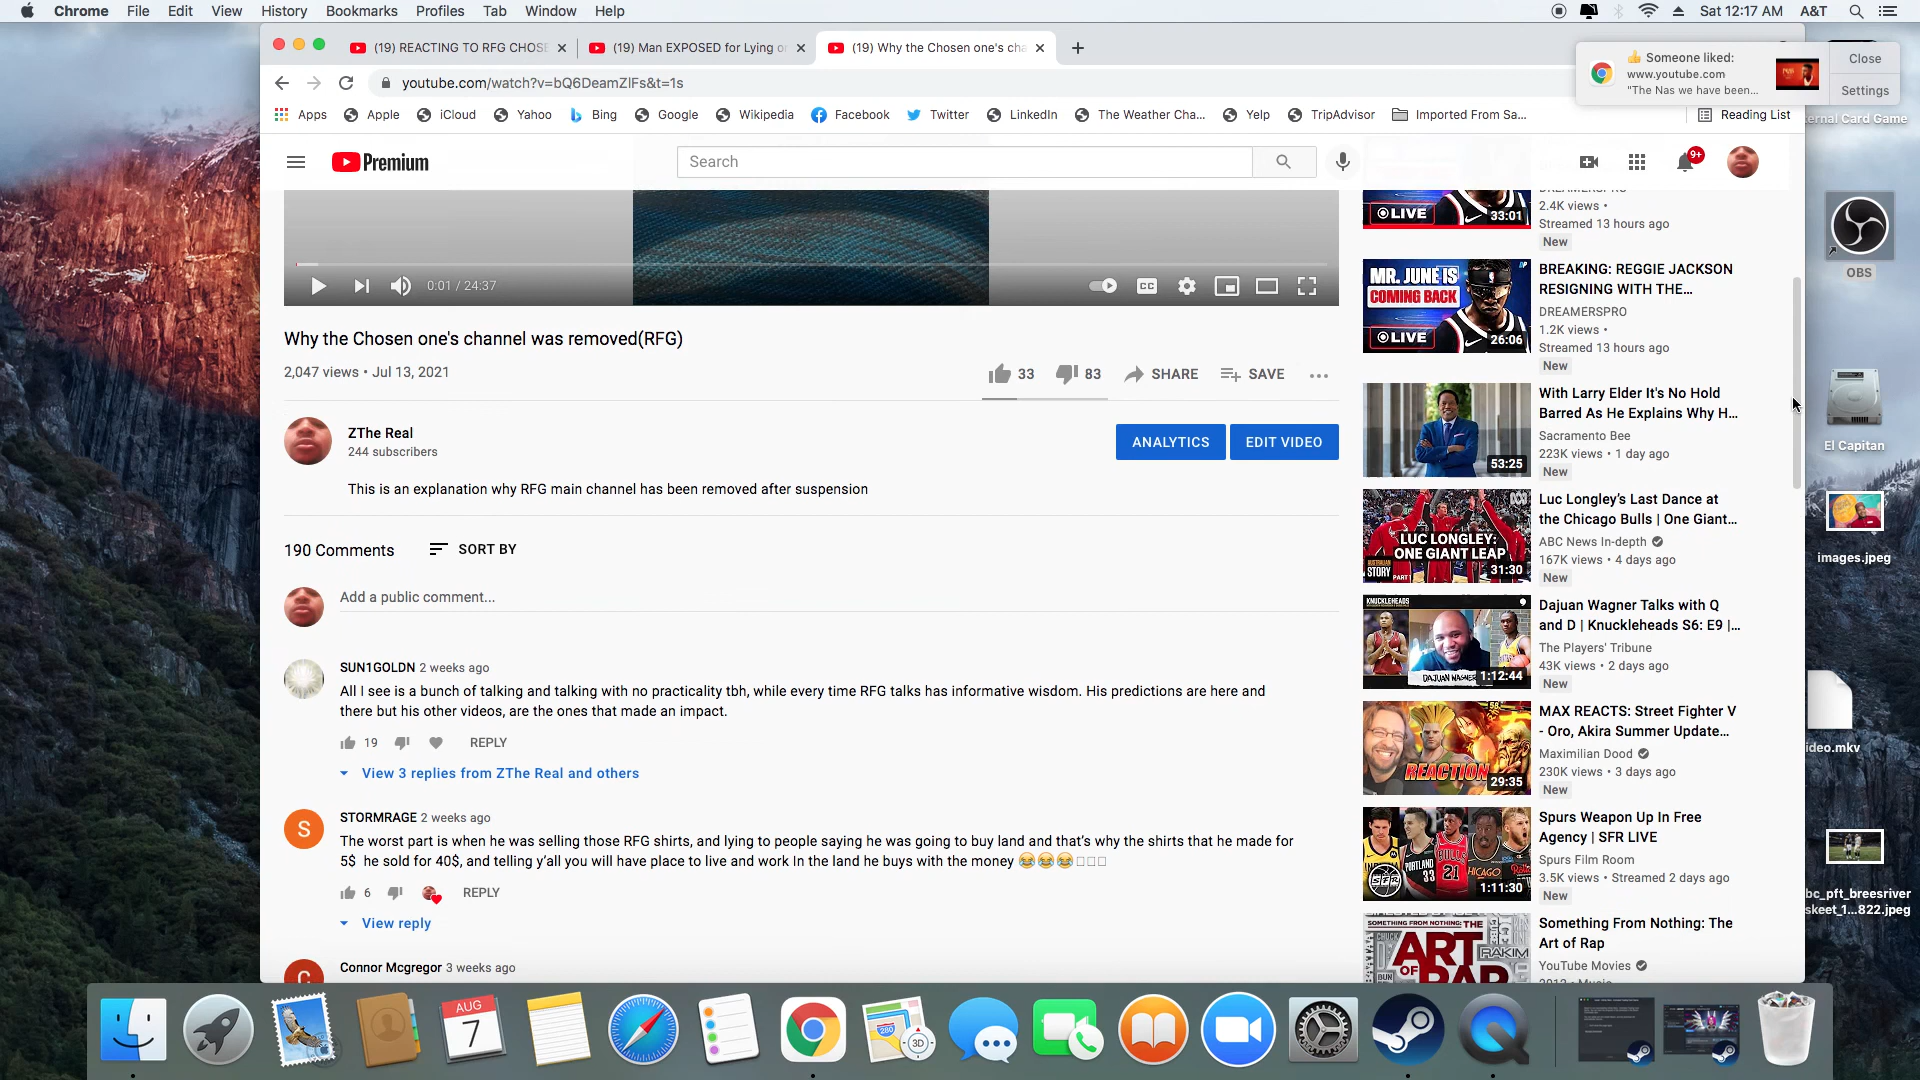 Chrome File Edit View History Bookmarks Profiles Tab Window Help Sat 12:17 AM A&T
(19) REACTING TO RFG CHOSE
(19) Man EXPOSED for Lying o
(19) Why the Chosen one's cha
youtube.com/watch?v=bQ6DeamZlFs&t=1s
👍 Someone liked:
www.youtube.com
"The Nas we have been...
Close
Settings
Apps Apple iCloud Yahoo Bing Google Wikipedia Facebook Twitter LinkedIn The Weather Cha... Yelp TripAdvisor Imported From Sa... Reading List
ernal Card Game
Premium
Search
9+
0:01 / 24:37
CC
Why the Chosen one's channel was removed(RFG)
2,047 views • Jul 13, 2021
33 83 SHARE SAVE
ZThe Real
244 subscribers
ANALYTICS EDIT VIDEO
This is an explanation why RFG main channel has been removed after suspension
190 Comments SORT BY
Add a public comment...
SUN1GOLDN 2 weeks ago
All I see is a bunch of talking and talking with no practicality tbh, while every time RFG talks has informative wisdom. His predictions are here and
there but his other videos, are the ones that made an impact.
19 REPLY
View 3 replies from ZThe Real and others
S
STORMRAGE 2 weeks ago
The worst part is when he was selling those RFG shirts, and lying to people saying he was going to buy land and that's why the shirts that he made for
5$ he sold for 40$, and telling y'all you will have place to live and work In the land he buys with the money 😂😂😂
6 REPLY
View reply
C
Connor Mcgregor 3 weeks ago
LIVE 33:01
DREAMERSPRO
2.4K views •
Streamed 13 hours ago
New
MR. JUNE IS
COMING BACK
LIVE 26:06
BREAKING: REGGIE JACKSON
RESIGNING WITH THE...
DREAMERSPRO
1.2K views •
Streamed 13 hours ago
New
53:25
With Larry Elder It's No Hold
Barred As He Explains Why H...
Sacramento Bee
223K views • 1 day ago
New
LUC LONGLEY:
ONE GIANT LEAP
AUSTRALIAN
STORY
PART 1
31:30
Luc Longley's Last Dance at
the Chicago Bulls | One Giant...
ABC News In-depth
167K views • 4 days ago
New
KNUCKLEHEADS
DAJUAN WAGNER
1:12:44
Dajuan Wagner Talks with Q
and D | Knuckleheads S6: E9 |...
The Players' Tribune
43K views • 2 days ago
New
REACTION
29:35
MAX REACTS: Street Fighter V
- Oro, Akira Summer Update...
Maximilian Dood
230K views • 3 days ago
New
PORTLAND
33
BULLS
21
CHICAGO
SFR
1:11:30
Spurs Weapon Up In Free
Agency | SFR LIVE
Spurs Film Room
3.5K views • Streamed 2 days ago
New
SOMETHING FROM NOTHING: THE
ART
OF RAP
RAKIM
Something From Nothing: The
Art of Rap
YouTube Movies
2012 • Music
OBS
El Capitan
images.jpeg
ideo.mkv
bc_pft_breesriver
skeet_1...822.jpeg
AUG
7
280
3D